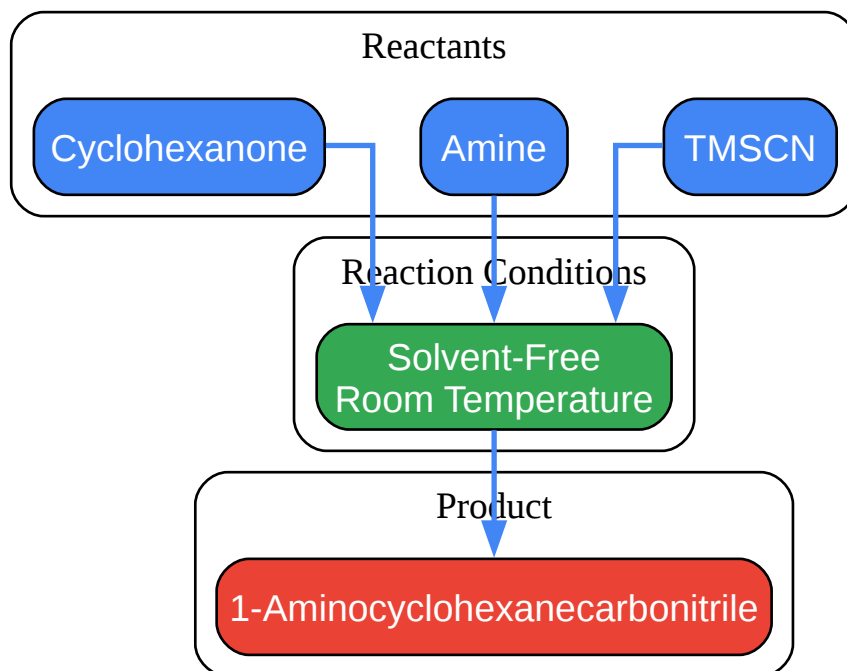 Reactants
Cyclohexanone
Amine
TMSCN
Reaction Conditions
Solvent-Free
Room Temperature
Product
1-Aminocyclohexanecarbonitrile